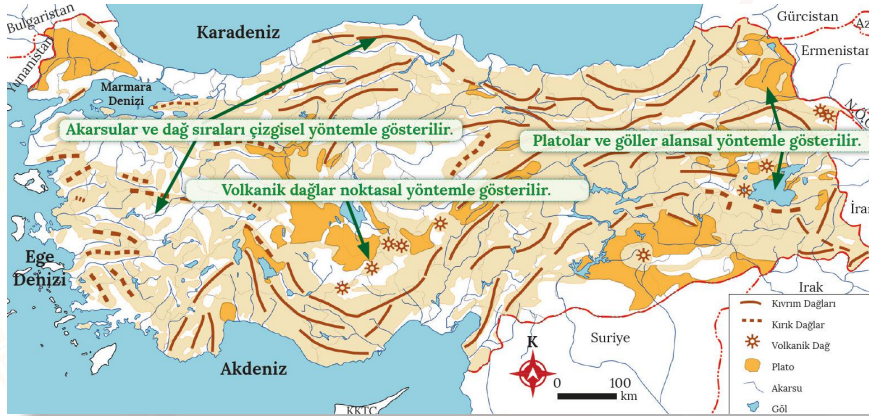 Bulgaristan
Karadeniz
Gürcistan
Yunanistan
Ermenistan
Marmara
Denizi
Akarsular ve dağ sıraları çizgisel yöntemle gösterilir.
Platolar ve göller alansal yöntemle gösterilir.
Volkanik dağlar noktasal yöntemle gösterilir.
İran
Ege
Denizi
Irak
Suriye
Akdeniz
KKTC
K
0 100
km
Kıvrım Dağları
Kırık Dağlar
Volkanik Dağ
Plato
Akarsu
Göl